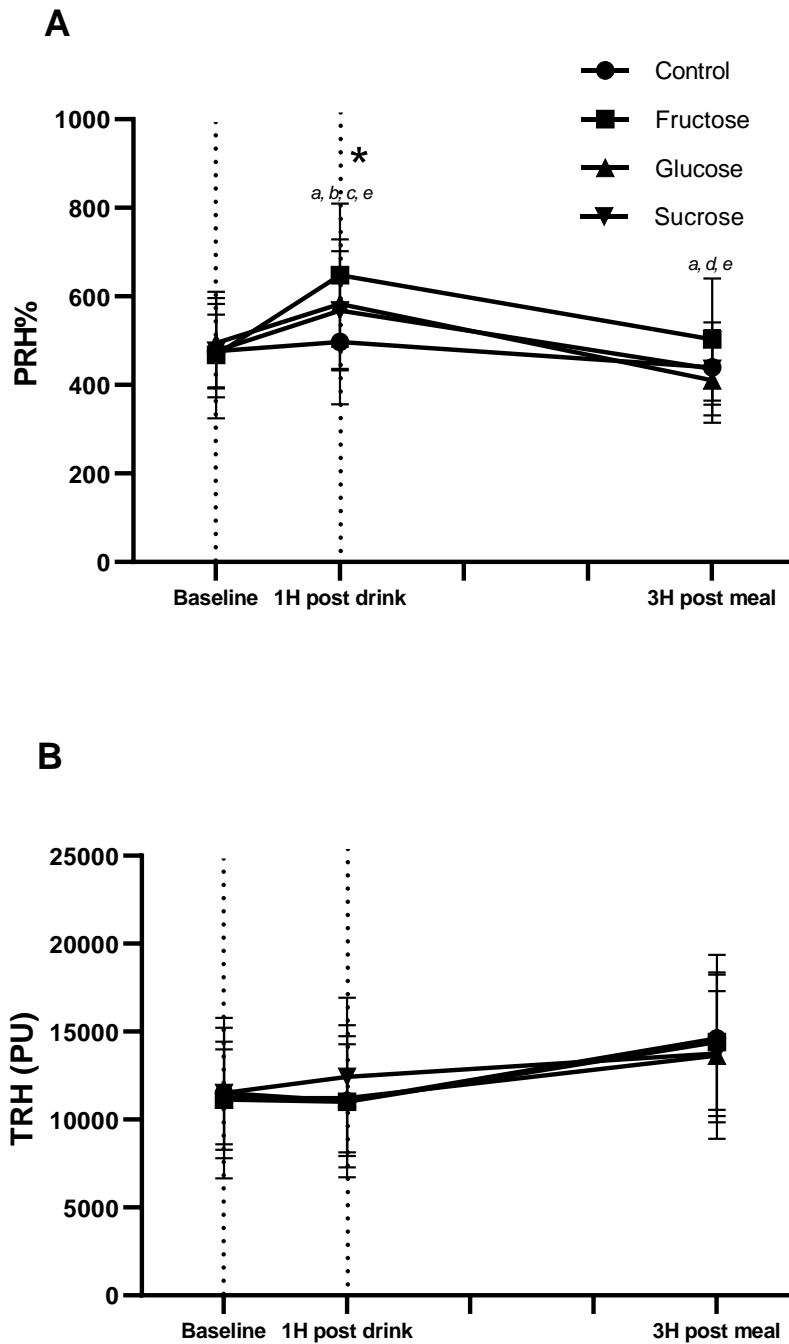 A
Control
Fructose
Glucose
Sucrose
1000
800
600
400
200
0
PRH%
*
a, b, c, e
a, d, e
Baseline 1H post drink 3H post meal
B
25000
20000
15000
10000
5000
0
TRH (PU)
Baseline 1H post drink 3H post meal